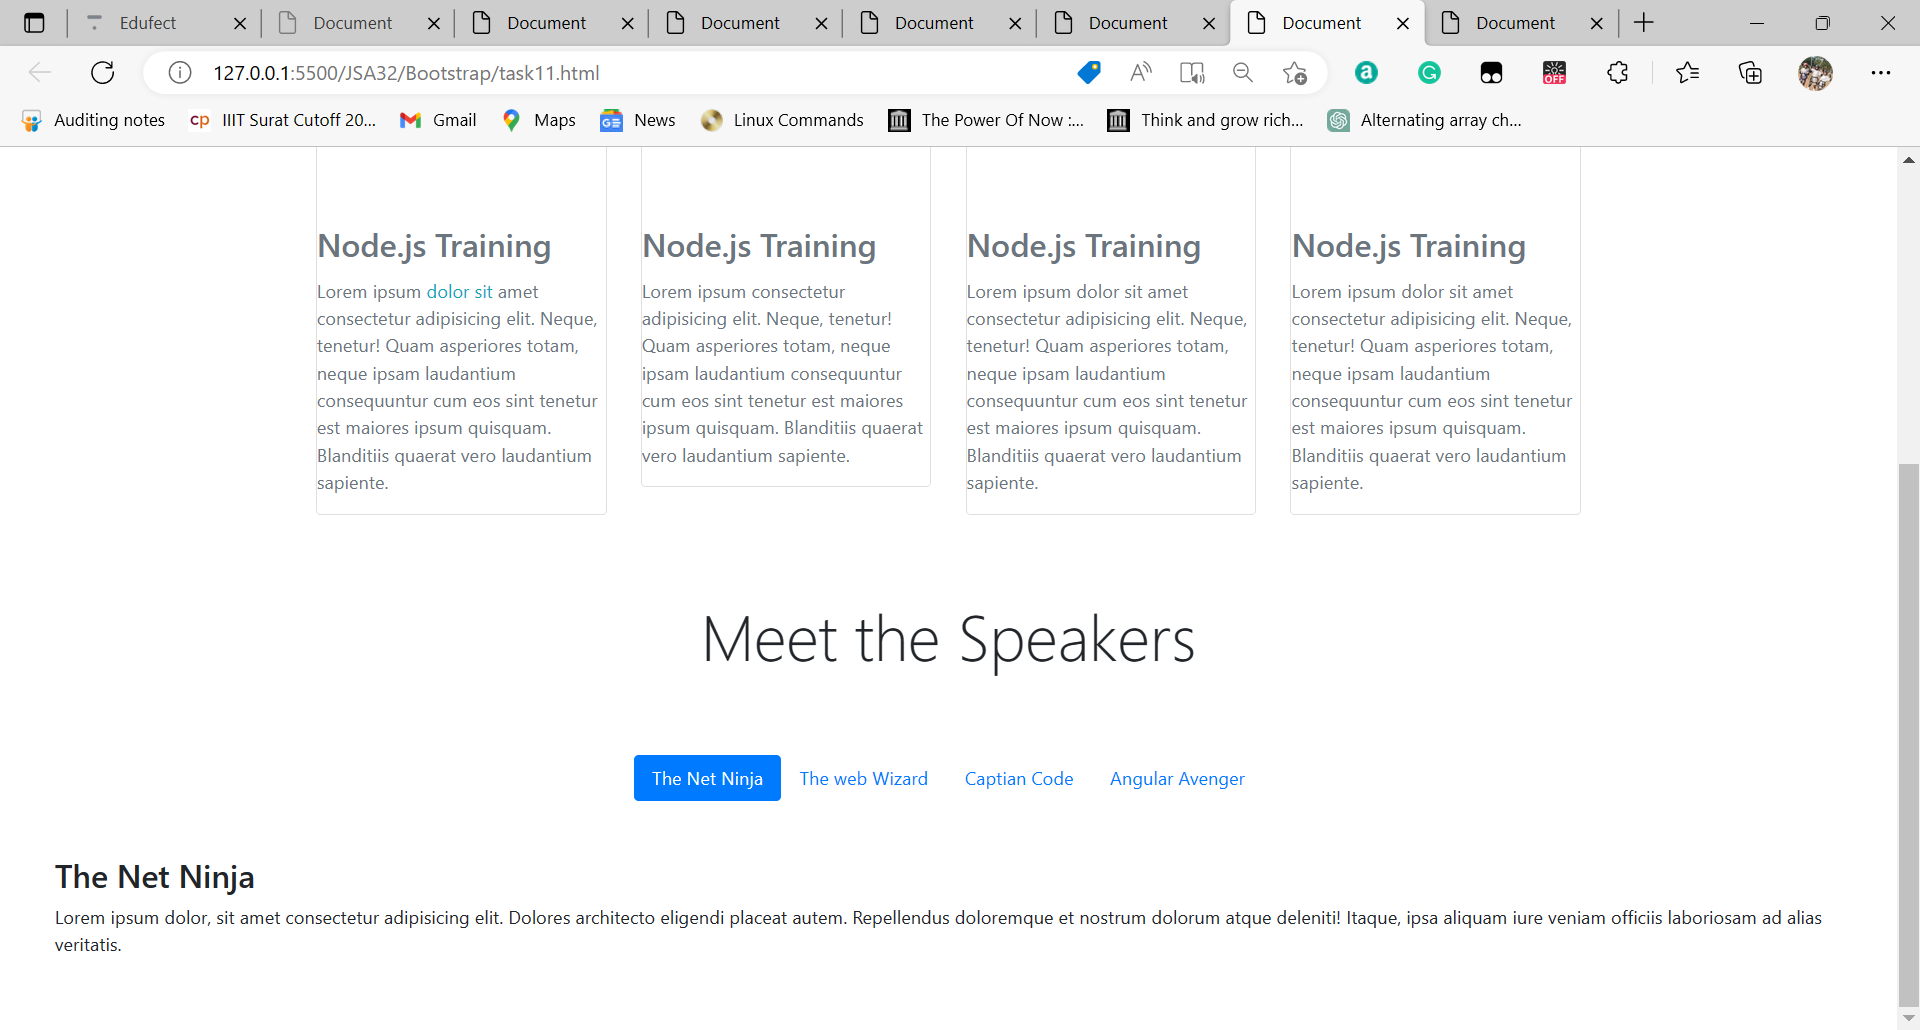 Edufect
Document
Document
Document
Document
Document
Document
Document
127.0.0.1:5500/JSA32/Bootstrap/task11.html
a
G
OFF
Auditing notes
cp
IIIT Surat Cutoff 20...
Gmail
Maps
GE
News
Linux Commands
The Power Of Now :...
Think and grow rich...
Alternating array ch...
Node.js Training
Lorem ipsum dolor sit amet
consectetur adipisicing elit. Neque,
tenetur! Quam asperiores totam,
neque ipsam laudantium
consequuntur cum eos sint tenetur
est maiores ipsum quisquam.
Blanditiis quaerat vero laudantium
sapiente.
Node.js Training
Lorem ipsum consectetur
adipisicing elit. Neque, tenetur!
Quam asperiores totam, neque
ipsam laudantium consequuntur
cum eos sint tenetur est maiores
ipsum quisquam. Blanditiis quaerat
vero laudantium sapiente.
Node.js Training
Lorem ipsum dolor sit amet
consectetur adipisicing elit. Neque,
tenetur! Quam asperiores totam,
neque ipsam laudantium
consequuntur cum eos sint tenetur
est maiores ipsum quisquam.
Blanditiis quaerat vero laudantium
sapiente.
Node.js Training
Lorem ipsum dolor sit amet
consectetur adipisicing elit. Neque,
tenetur! Quam asperiores totam,
neque ipsam laudantium
consequuntur cum eos sint tenetur
est maiores ipsum quisquam.
Blanditiis quaerat vero laudantium
sapiente.
Meet the Speakers
The Net Ninja
The web Wizard
Captian Code
Angular Avenger
The Net Ninja
Lorem ipsum dolor, sit amet consectetur adipisicing elit. Dolores architecto eligendi placeat autem. Repellendus doloremque et nostrum dolorum atque deleniti! Itaque, ipsa aliquam iure veniam officiis laboriosam ad alias
veritatis.